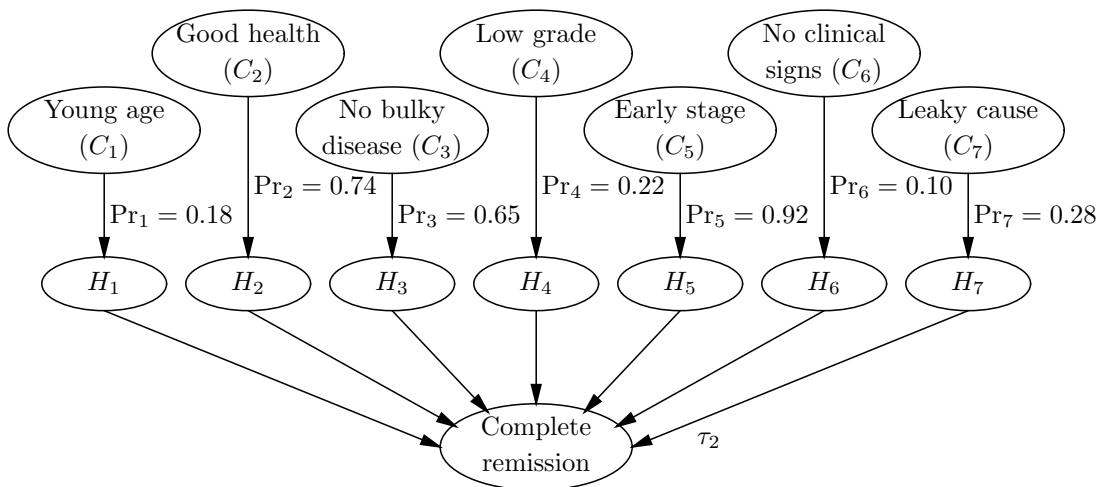 Good health
(C₂)
Low grade
(C₄)
No clinical
signs (C₆)
Young age
(C₁)
No bulky
disease (C₃)
Early stage
(C₅)
Leaky cause
(C₇)
Pr₂ = 0.74
Pr₄ = 0.22
Pr₆ = 0.10
Pr₁ = 0.18
Pr₃ = 0.65
Pr₅ = 0.92
Pr₇ = 0.28
H₁
H₂
H₃
H₄
H₅
H₆
H₇
Complete
remission
τ₂